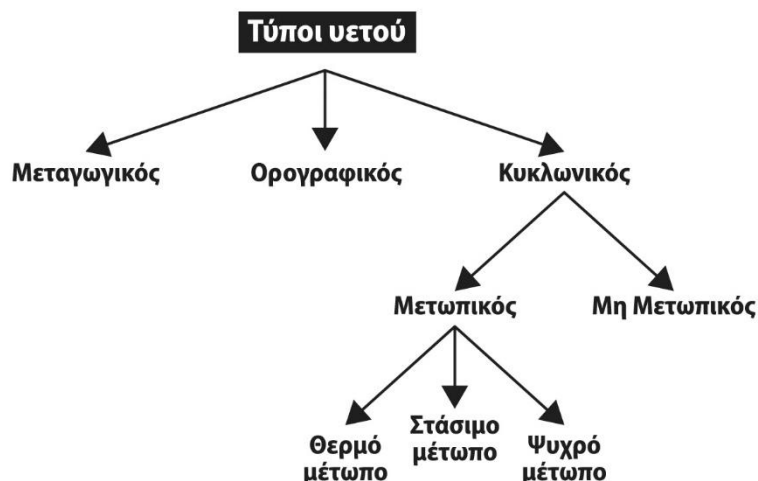 Τύποι υετού
Μεταγωγικός
Ορογραφικός
Κυκλωνικός
Μετωπικός
Μη Μετωπικός
Θερμό
μέτωπο
Στάσιμο
μέτωπο
Ψυχρό
μέτωπο